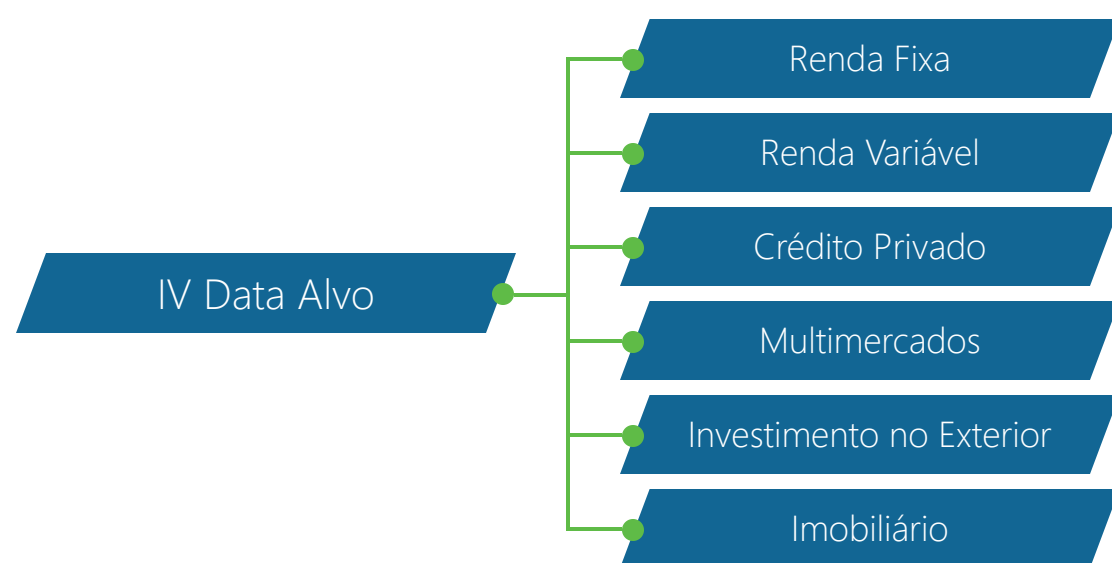 Renda Fixa
Renda Variável
Crédito Privado
IV Data Alvo
Multimercados
Investimento no Exterior
Imobiliário